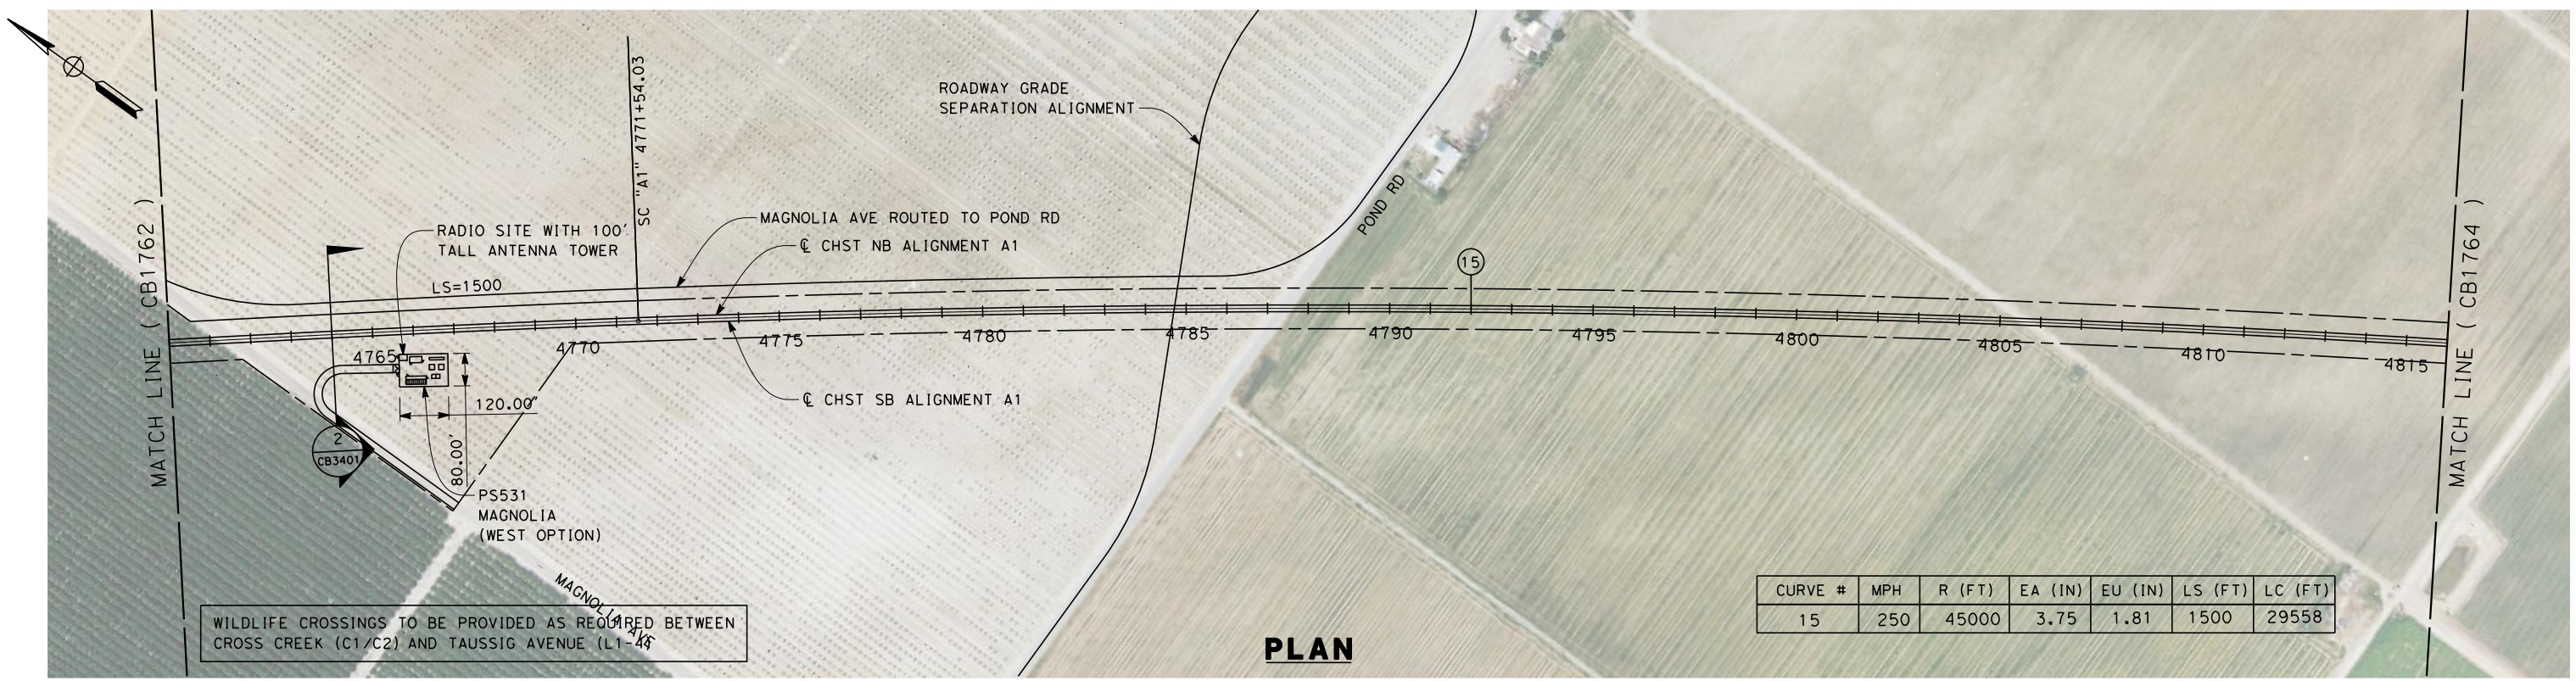 ROADWAY GRADE
SEPARATION ALIGNMENT
SC "A1" 4771+54.03
MATCH LINE ( CB1762 )
MATCH LINE ( CB1764 )
POND RD
RADIO SITE WITH 100'
TALL ANTENNA TOWER
MAGNOLIA AVE ROUTED TO POND RD
℄ CHST NB ALIGNMENT A1
15
LS=1500
4765
4770
4775
4780
4785
4790
4795
4800
4805
4810
4815
℄ CHST SB ALIGNMENT A1
120.00'
80.00'
2
CB3401
PS531
MAGNOLIA
(WEST OPTION)
MAGNOLIA AVE
WILDLIFE CROSSINGS TO BE PROVIDED AS REQUIRED BETWEEN
CROSS CREEK (C1/C2) AND TAUSSIG AVENUE (L1-4)
PLAN
CURVE # MPH R (FT) EA (IN) EU (IN) LS (FT) LC (FT)
15 250 45000 3.75 1.81 1500 29558